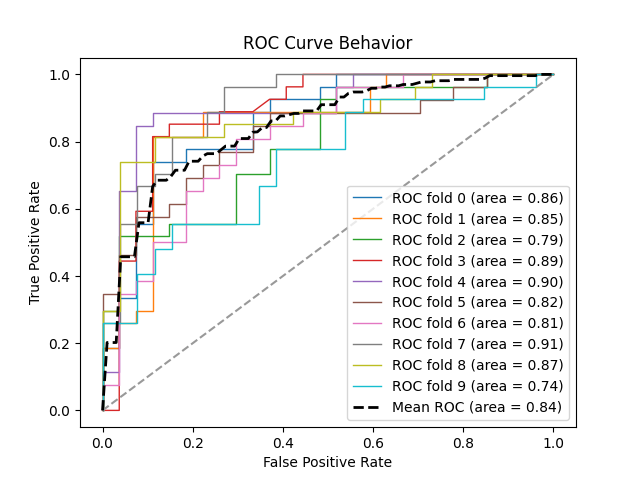 ROC Curve Behavior
True Positive Rate
1.0
0.8
0.6
0.4
0.2
0.0
ROC fold 0 (area = 0.86)
ROC fold 1 (area = 0.85)
ROC fold 2 (area = 0.79)
ROC fold 3 (area = 0.89)
ROC fold 4 (area = 0.90)
ROC fold 5 (area = 0.82)
ROC fold 6 (area = 0.81)
ROC fold 7 (area = 0.91)
ROC fold 8 (area = 0.87)
ROC fold 9 (area = 0.74)
Mean ROC (area = 0.84)
0.0 0.2 0.4 0.6 0.8 1.0
False Positive Rate